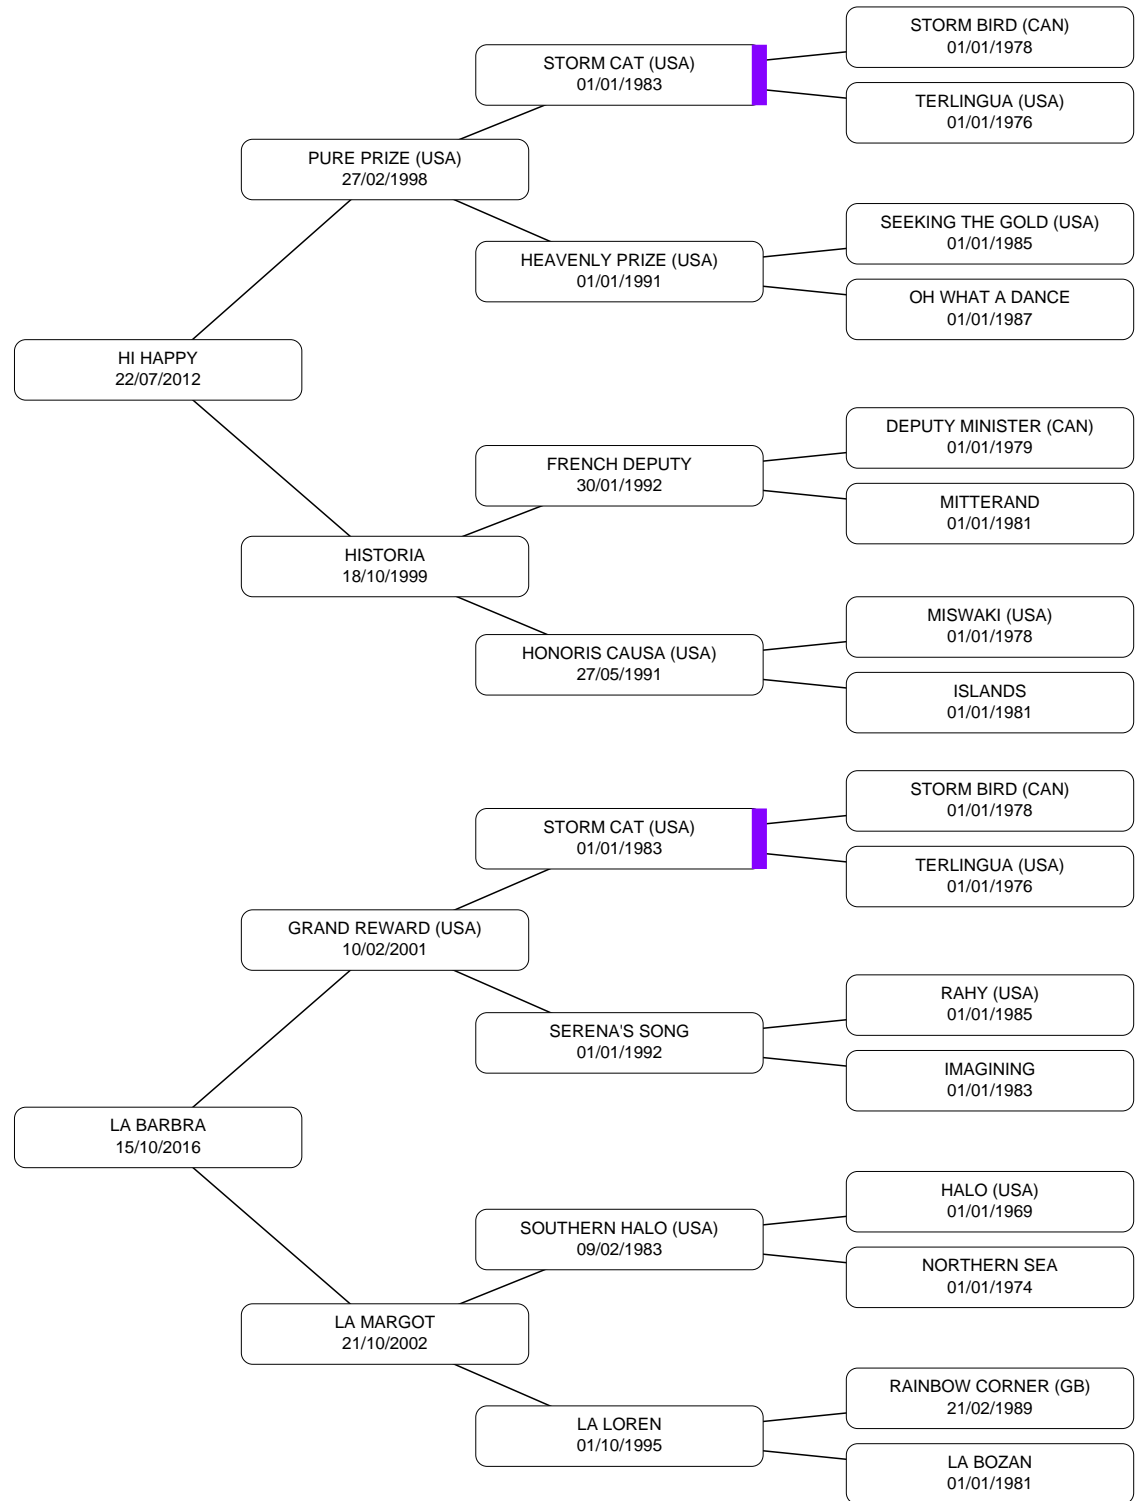 STORM BIRD (CAN)
01/01/1978
STORM CAT (USA)
01/01/1983
TERLINGUA (USA)
01/01/1976
PURE PRIZE (USA)
27/02/1998
SEEKING THE GOLD (USA)
01/01/1985
HEAVENLY PRIZE (USA)
01/01/1991
OH WHAT A DANCE
01/01/1987
HI HAPPY
22/07/2012
DEPUTY MINISTER (CAN)
01/01/1979
FRENCH DEPUTY
30/01/1992
MITTERAND
01/01/1981
HISTORIA
18/10/1999
MISWAKI (USA)
01/01/1978
HONORIS CAUSA (USA)
27/05/1991
ISLANDS
01/01/1981
STORM BIRD (CAN)
01/01/1978
STORM CAT (USA)
01/01/1983
TERLINGUA (USA)
01/01/1976
GRAND REWARD (USA)
10/02/2001
RAHY (USA)
01/01/1985
SERENA'S SONG
01/01/1992
IMAGINING
01/01/1983
LA BARBRA
15/10/2016
HALO (USA)
01/01/1969
SOUTHERN HALO (USA)
09/02/1983
NORTHERN SEA
01/01/1974
LA MARGOT
21/10/2002
RAINBOW CORNER (GB)
21/02/1989
LA LOREN
01/10/1995
LA BOZAN
01/01/1981